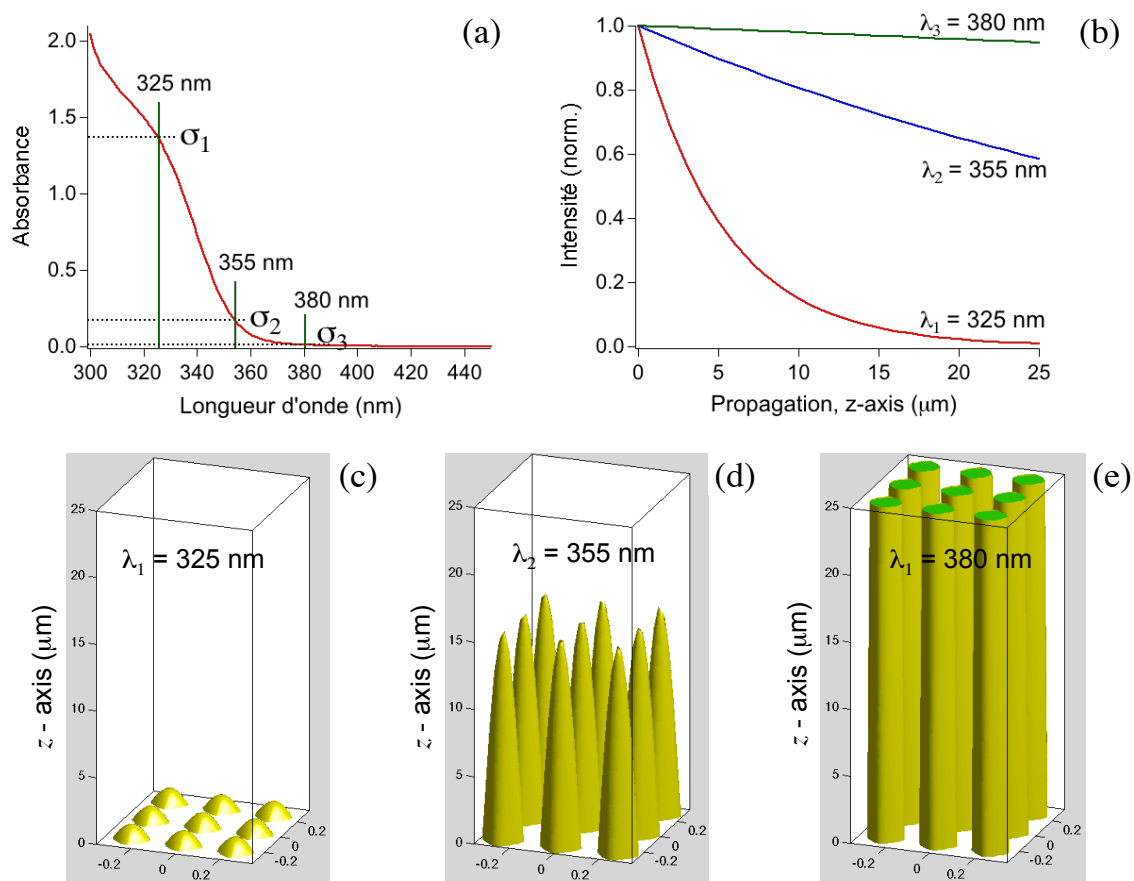 (a)
2.0
1.5
1.0
0.5
0.0
Absorbance
325 nm
σ1
355 nm
σ2
380 nm
σ3
300 320 340 360 380 400 420 440
Longueur d'onde (nm)
(b)
1.0
0.8
0.6
0.4
0.2
0.0
Intensité (norm.)
λ3 = 380 nm
λ2 = 355 nm
λ1 = 325 nm
0 5 10 15 20 25
Propagation, z-axis (μm)
(c)
λ1 = 325 nm
z - axis (μm)
25
20
15
10
5
0
-0.2 0 0.2
-0.2 0 0.2
(d)
λ2 = 355 nm
z - axis (μm)
25
20
15
10
5
0
-0.2 0 0.2
-0.2 0 0.2
(e)
λ1 = 380 nm
z - axis (μm)
25
20
15
10
5
0
-0.2 0 0.2
-0.2 0 0.2